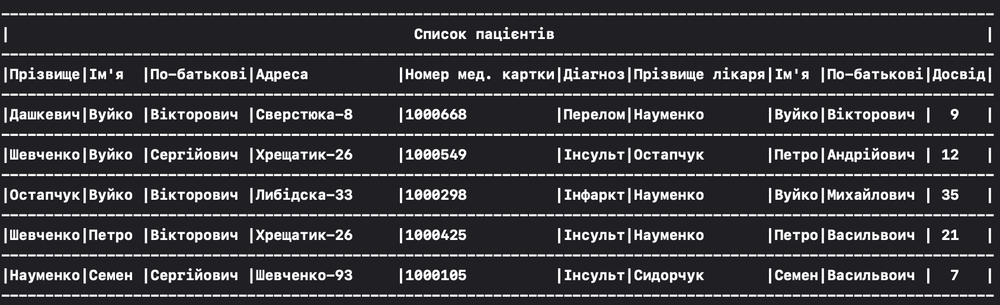 Список пацієнтів
|Прізвище|Ім'я  |По-батькові|Адреса          |Номер мед. картки|Діагноз|Прізвище лікаря|Ім'я |По-батькові|Досвід|
|Дашкевич|Вуйко |Вікторович |Сверстюка-8     |1000668          |Перелом|Науменко       |Вуйко|Вікторович |  9   |
|Шевченко|Вуйко |Сергійович |Хрещатик-26     |1000549          |Інсульт|Остапчук       |Петро|Андрійович | 12   |
|Остапчук|Вуйко |Вікторович |Либідска-33     |1000298          |Інфаркт|Науменко       |Вуйко|Михайлович | 35   |
|Шевченко|Петро |Вікторович |Хрещатик-26     |1000425          |Інсульт|Науменко       |Петро|Васильвоич | 21   |
|Науменко|Семен |Сергійович |Шевченко-93     |1000105          |Інсульт|Сидорчук       |Семен|Васильвоич |  7   |